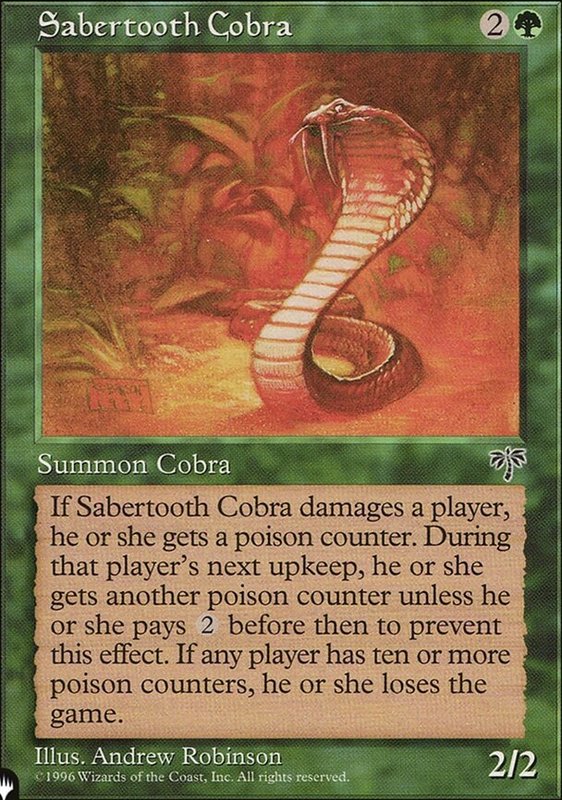 Sabertooth Cobra 2
Summon Cobra
If Sabertooth Cobra damages a player,
he or she gets a poison counter. During
that player's next upkeep, he or she
gets another poison counter unless he
or she pays 2 before then to prevent
this effect. If any player has ten or more
poison counters, he or she loses the
game.
Illus. Andrew Robinson
2/2
©1996 Wizards of the Coast, Inc. All rights reserved.